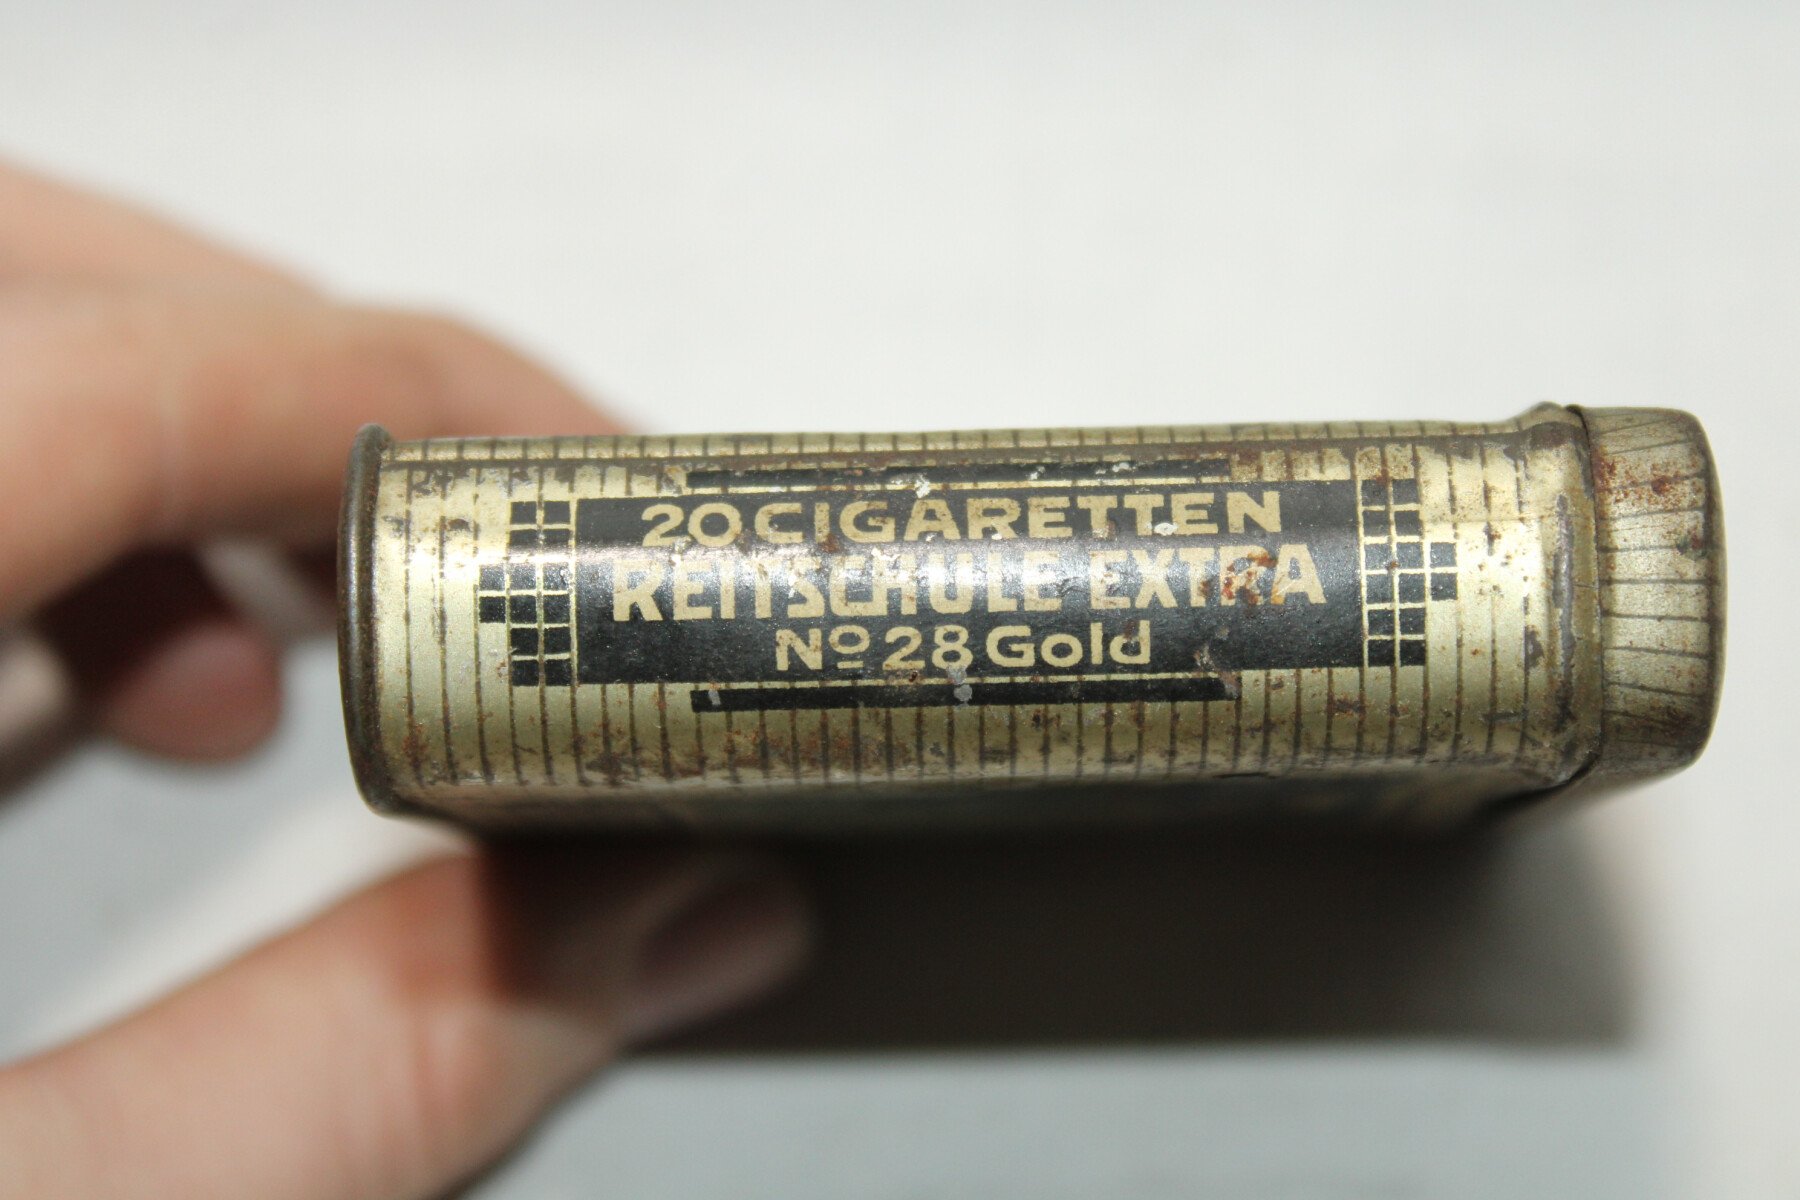 20 CIGARETTEN
REITSCHULE EXTRA
Nº 28 Gold